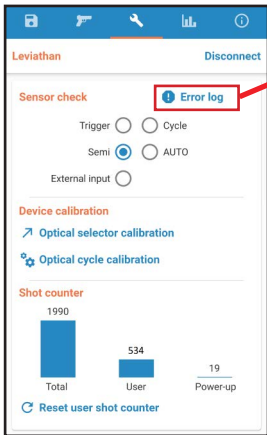 Leviathan Disconnect
Sensor check Error log
Trigger Cycle
Semi AUTO
External input
Device calibration
Optical selector calibration
Optical cycle calibration
Shot counter
1990
534
19
Total User Power-up
Reset user shot counter